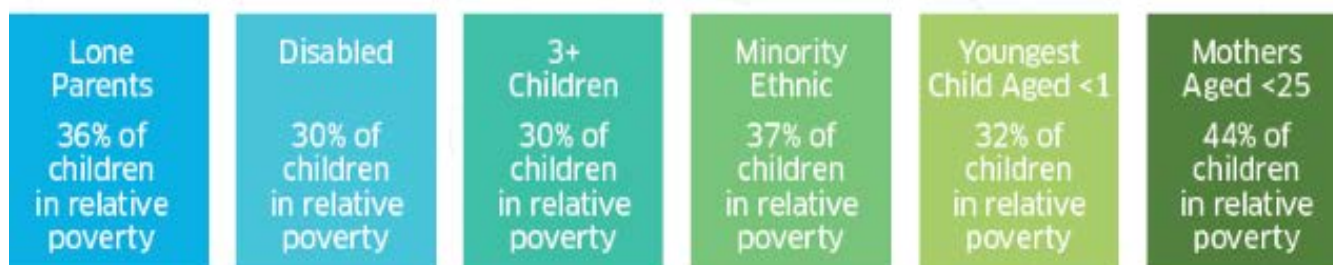 Lone
Parents
36% of
children
in relative
poverty
Disabled
30% of
children
in relative
poverty
3+
Children
30% of
children
in relative
poverty
Minority
Ethnic
37% of
children
in relative
poverty
Youngest
Child Aged <1
32% of
children
in relative
poverty
Mothers
Aged <25
44% of
children
in relative
poverty